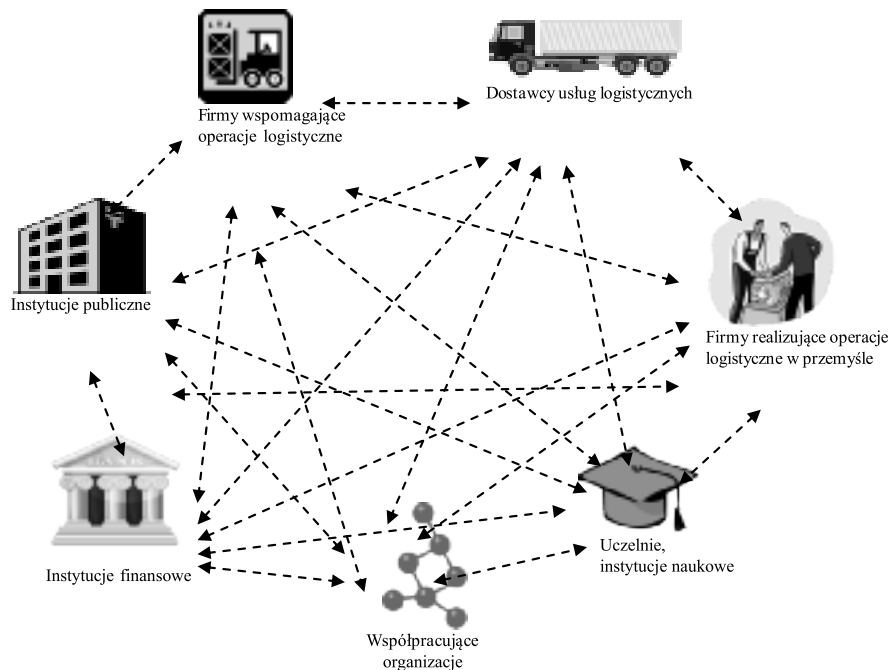 Firmy wspomagające
operacje logistyczne
Dostawcy usług logistycznych
Instytucje publiczne
Firmy realizujące operacje
logistyczne w przemyśle
Instytucje finansowe
Uczelnie,
instytucje naukowe
Współpracujące
organizacje